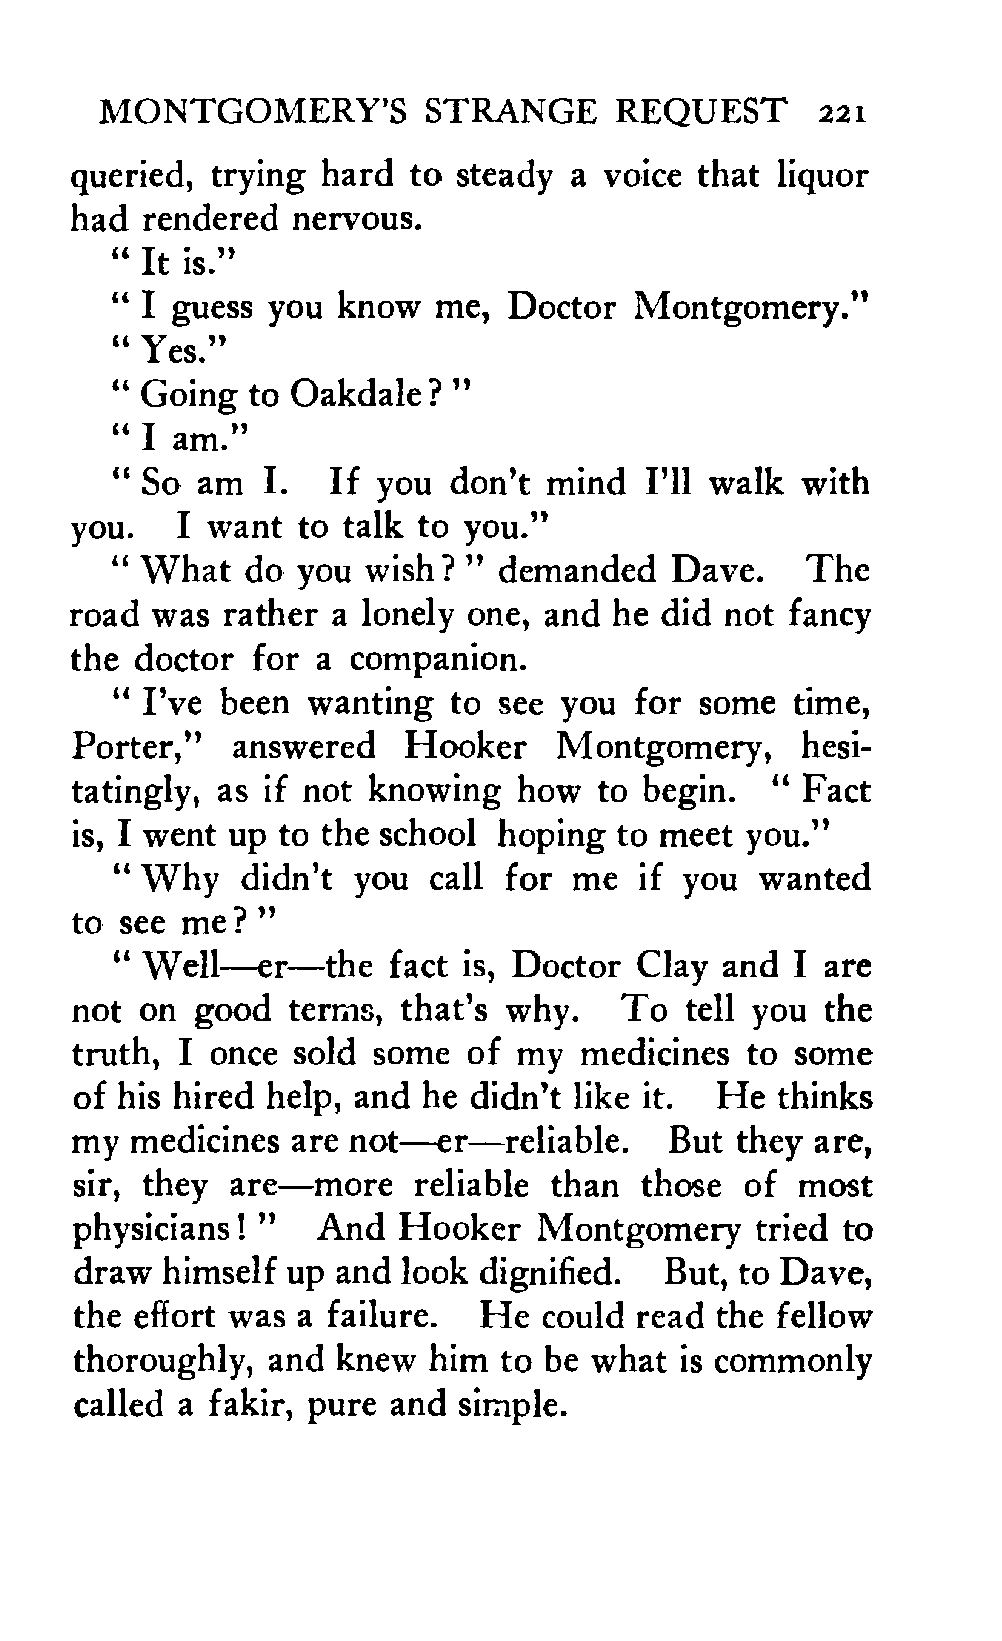 MONTGOMERY'S STRANGE REQUEST 221
queried, trying hard to steady a voice that liquor
had rendered nervous.
" It is."
" I guess you know me, Doctor Montgomery."
" Yes."
" Going to Oakdale ? "
" I am."
" So am I. If you don't mind I'll walk with
you. I want to talk to you."
" What do you wish ? " demanded Dave. The
road was rather a lonely one, and he did not fancy
the doctor for a companion.
" I've been wanting to see you for some time,
Porter," answered Hooker Montgomery, hesi-
tatingly, as if not knowing how to begin. " Fact
is, I went up to the school hoping to meet you."
" Why didn't you call for me if you wanted
to see me ? "
" Well—er—the fact is, Doctor Clay and I are
not on good terms, that's why. To tell you the
truth, I once sold some of my medicines to some
of his hired help, and he didn't like it. He thinks
my medicines are not—er—reliable. But they are,
sir, they are—more reliable than those of most
physicians ! " And Hooker Montgomery tried to
draw himself up and look dignified. But, to Dave,
the effort was a failure. He could read the fellow
thoroughly, and knew him to be what is commonly
called a fakir, pure and simple.